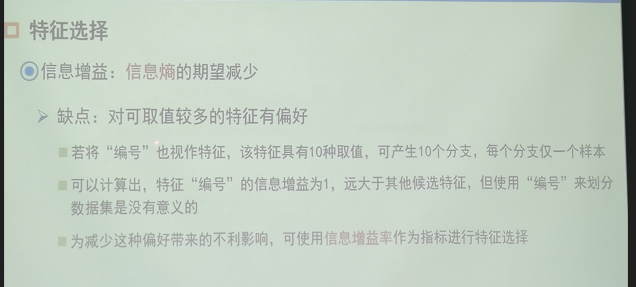 特征选择
信息增益：信息熵的期望减少
缺点：对可取值较多的特征有偏好
若将“编号”也视作特征，该特征具有10种取值，可产生10个分支，每个分支仅一个样本
可以计算出，特征“编号”的信息增益为1，远大于其他候选特征，但使用“编号”来划分
数据集是没有意义的
为减少这种偏好带来的不利影响，可使用信息增益率作为指标进行特征选择